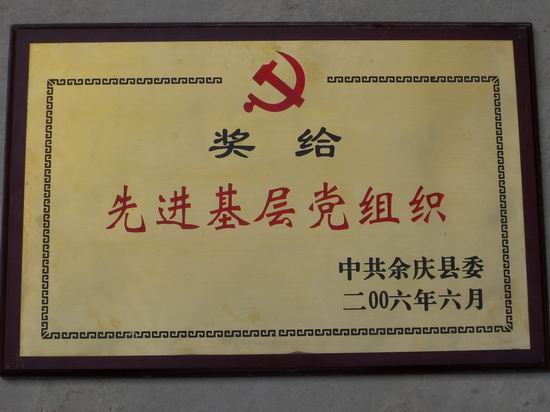 奖给
先进基层党组织
中共余庆县委
二00六年六月